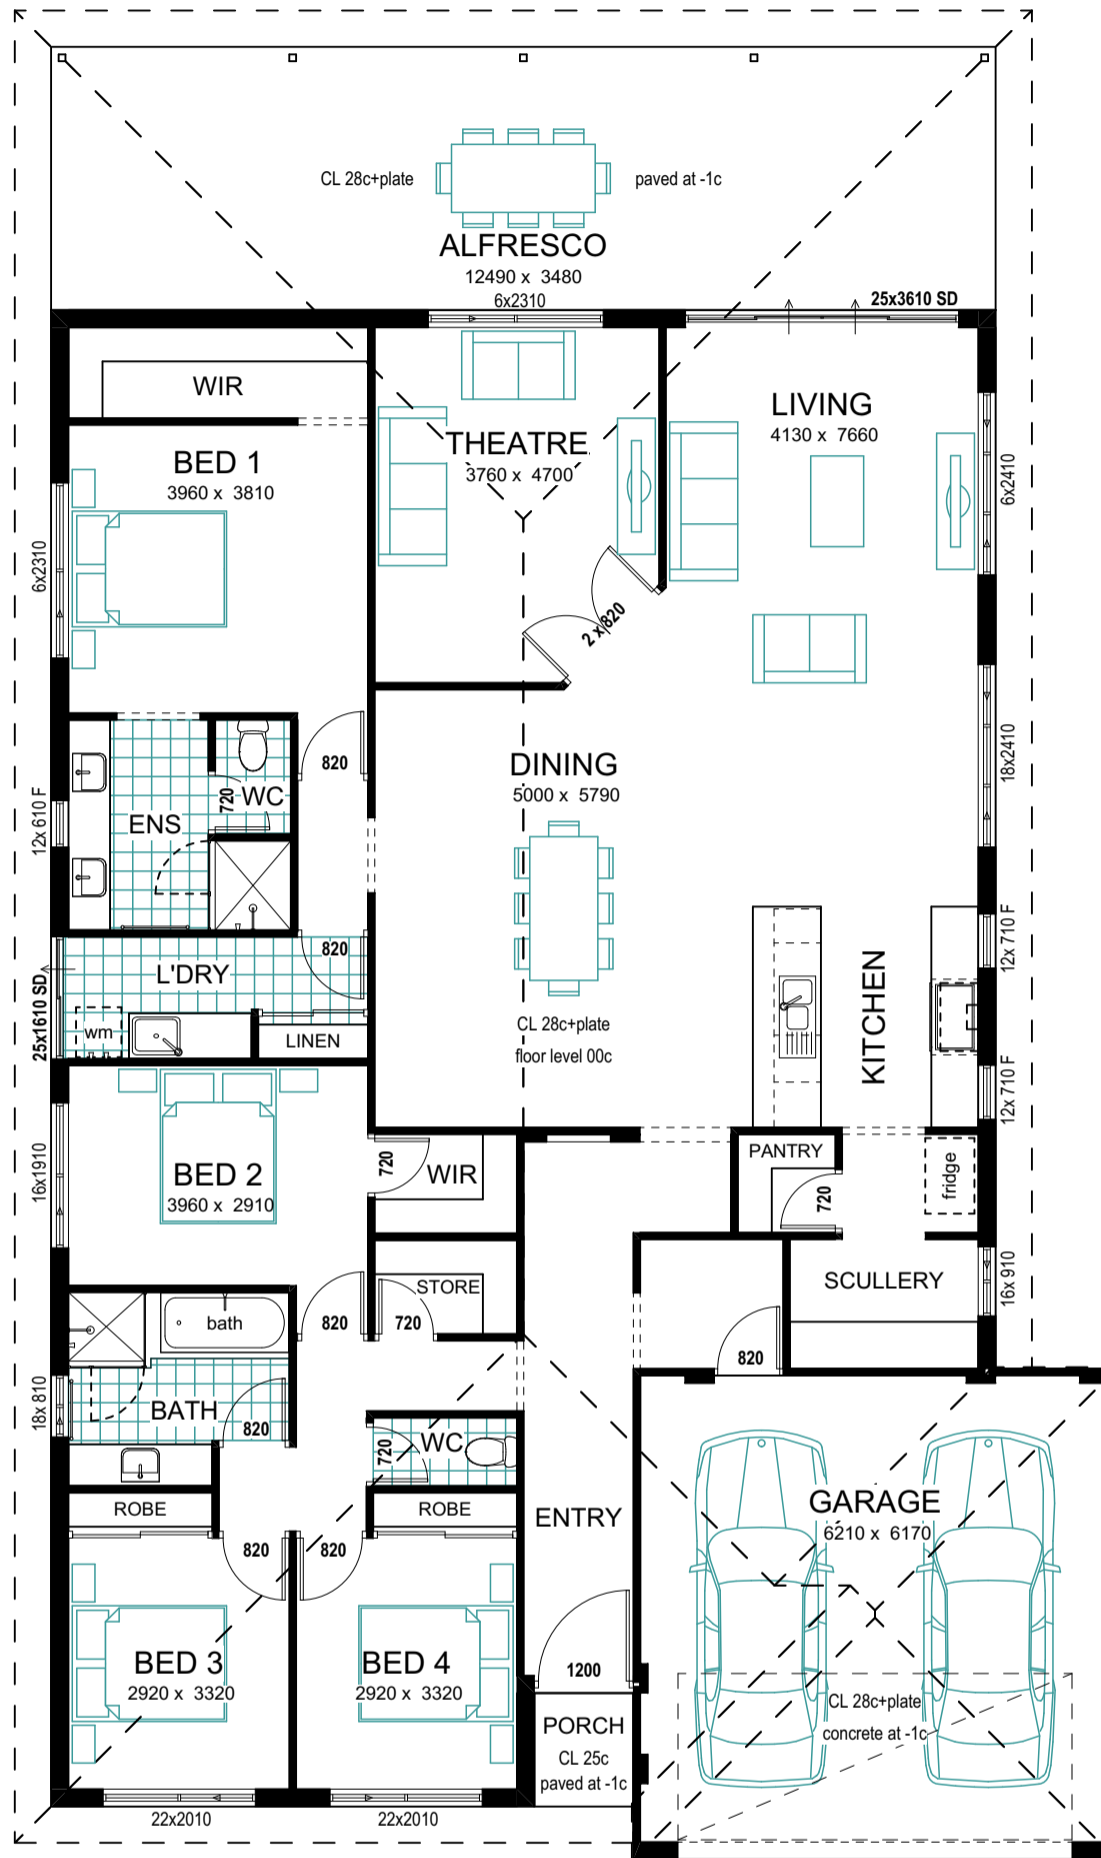 CL 28c+plate
paved at -1c
ALFRESCO
12490 x 3480
6x2310
25x3610 SD
WIR
BED 1
3960 x 3810
THEATRE
3760 x 4700
LIVING
4130 x 7660
6x2410
6x2310
2 x 820
820
DINING
5000 x 5790
18x2410
720
WC
ENS
12x 610 F
820
L'DRY
25x1610 SD
wm
LINEN
CL 28c+plate
floor level 00c
KITCHEN
12x 710 F
12x 710 F
BED 2
3960 x 2910
16x1910
720
WIR
PANTRY
720
fridge
STORE
720
820
SCULLERY
16x 910
bath
820
18x 810
BATH
820
720
WC
ROBE
ROBE
820
820
ENTRY
GARAGE
6210 x 6170
BED 3
2920 x 3320
BED 4
2920 x 3320
1200
PORCH
CL 25c
paved at -1c
CL 28c+plate
concrete at -1c
22x2010
22x2010